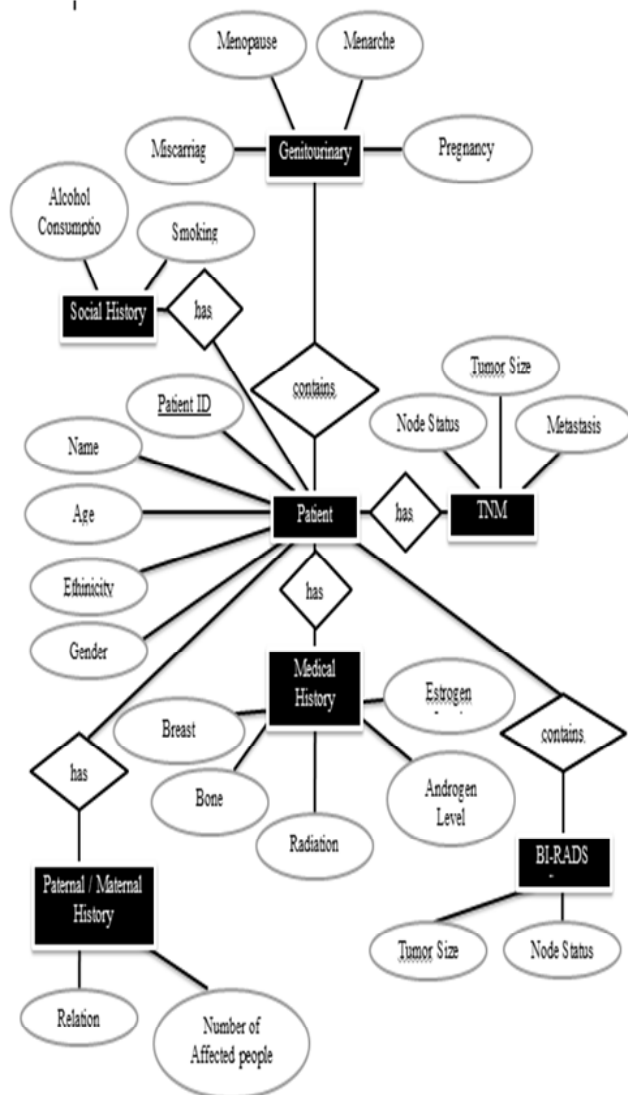 Menopause
Menarche
Miscarriag
Genitourinary
Pregnancy
Alcohol
Consumptio
Smoking
Social History
has
contains
Tumor Size
Patient ID
Node Status
Metastasis
Name
Age
Patient
has
TNM
Ethinicity
has
Gender
Medical
History
Estrogen
Breast
contains
has
Bone
Androgen
Level
Radiation
BI-RADS
Paternal / Maternal
History
Tumor Size
Node Status
Relation
Number of
Affected people